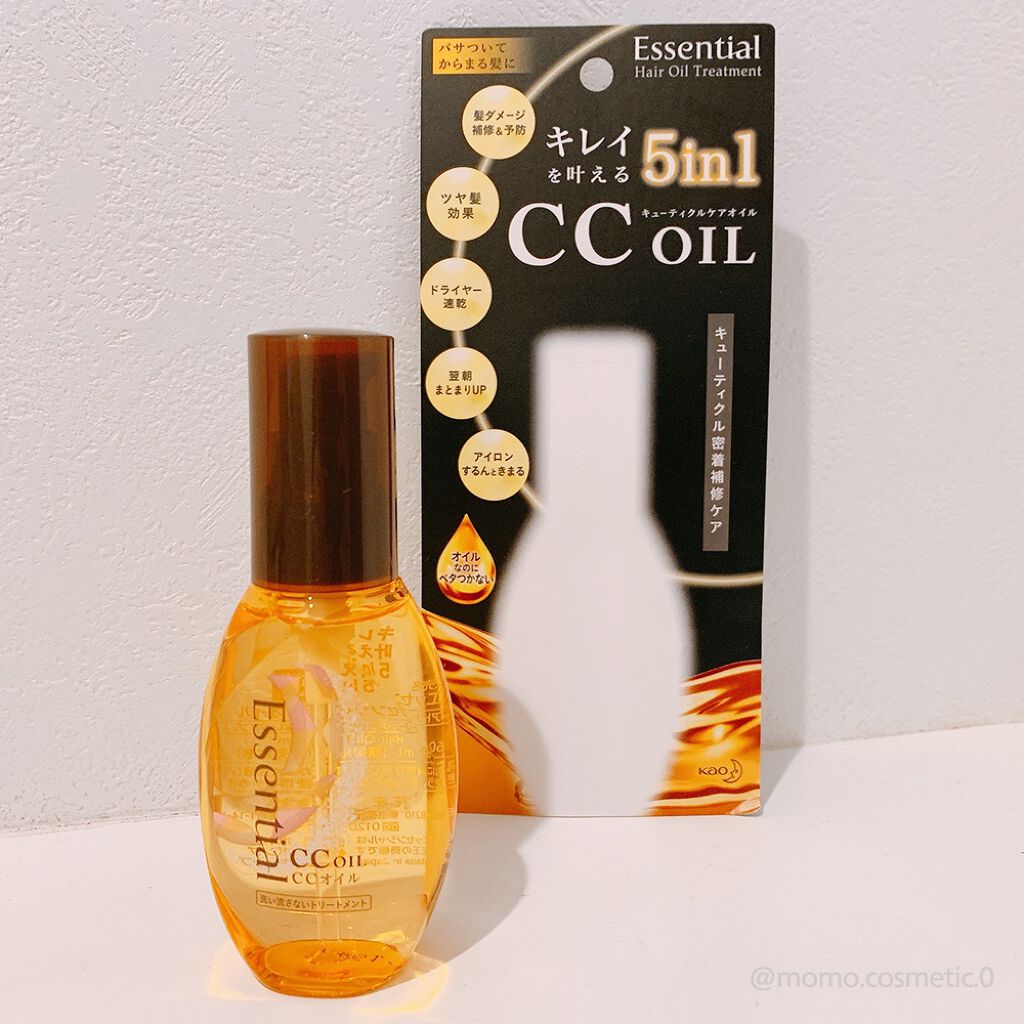 パサついて
からまる髪に
Essential
Hair Oil Treatment
髪ダメージ
補修&予防
キレイ
を叶える
5in1
キューティクルケアオイル
CC OIL
ツヤ髪
効果
ドライヤー
速乾
翌朝
まとまりUP
アイロン
するんときまる
キューティクル密着補修ケア
オイル
なのに
ベタつかない
Kao
Essential
CC OIL
CCオイル
洗い流さないトリートメント
@momo.cosmetic.0